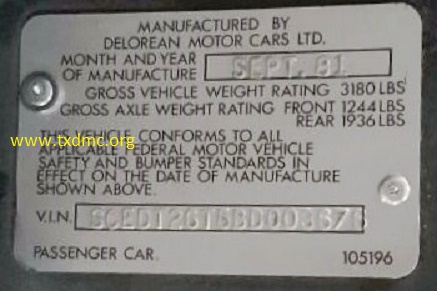 MANUFACTURED BY
DELOREAN MOTOR CARS LTD.
MONTH AND YEAR
OF MANUFACTURE SEPT. 81
GROSS VEHICLE WEIGHT RATING 3180 LBS
GROSS AXLE WEIGHT RATING FRONT 1244 LBS
REAR 1936 LBS
www.txdmc.org
THIS VEHICLE CONFORMS TO ALL
APPLICABLE FEDERAL MOTOR VEHICLE
SAFETY AND BUMPER STANDARDS IN
EFFECT ON THE DATE OF MANUFACTURE
SHOWN ABOVE.
V.I.N.
PASSENGER CAR. 105196